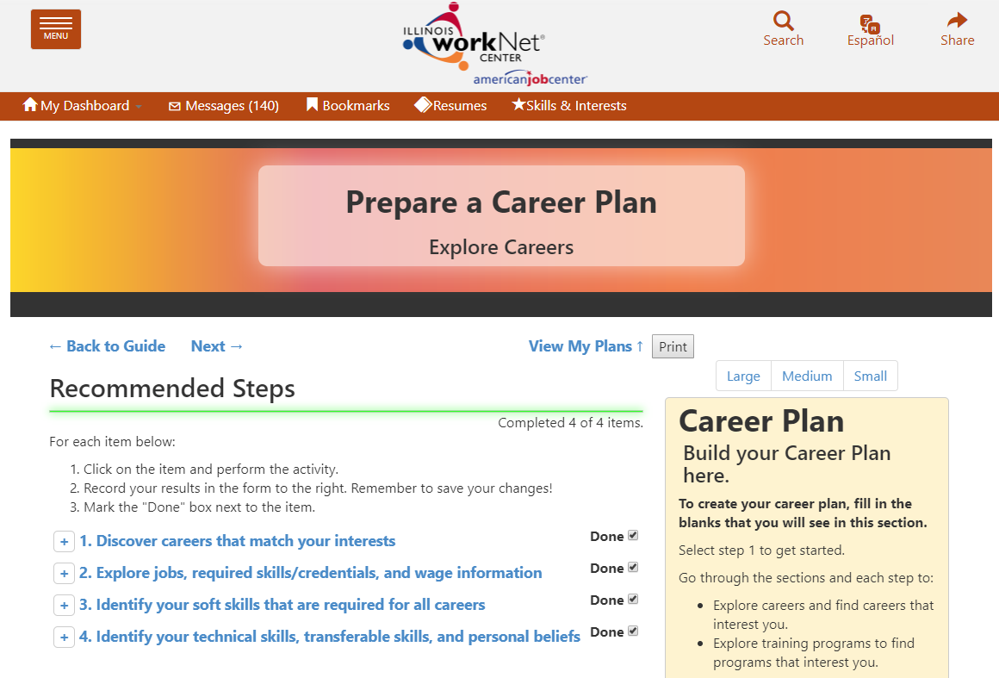 MENU
ILLINOIS
workNet®
CENTER
americanjobcenter˙
Search
Español
Share
My Dashboard
Messages (140)
Bookmarks
Resumes
Skills & Interests
Prepare a Career Plan
Explore Careers
← Back to Guide
Next →
View My Plans ↑
Print
Large
Medium
Small
Recommended Steps
Completed 4 of 4 items.
For each item below:
1. Click on the item and perform the activity.
2. Record your results in the form to the right. Remember to save your changes!
3. Mark the "Done" box next to the item.
+ 1. Discover careers that match your interests Done
+ 2. Explore jobs, required skills/credentials, and wage information Done
+ 3. Identify your soft skills that are required for all careers Done
+ 4. Identify your technical skills, transferable skills, and personal beliefs Done
Career Plan
Build your Career Plan
here.
To create your career plan, fill in the
blanks that you will see in this section.
Select step 1 to get started.
Go through the sections and each step to:
• Explore careers and find careers that
interest you.
• Explore training programs to find
programs that interest you.